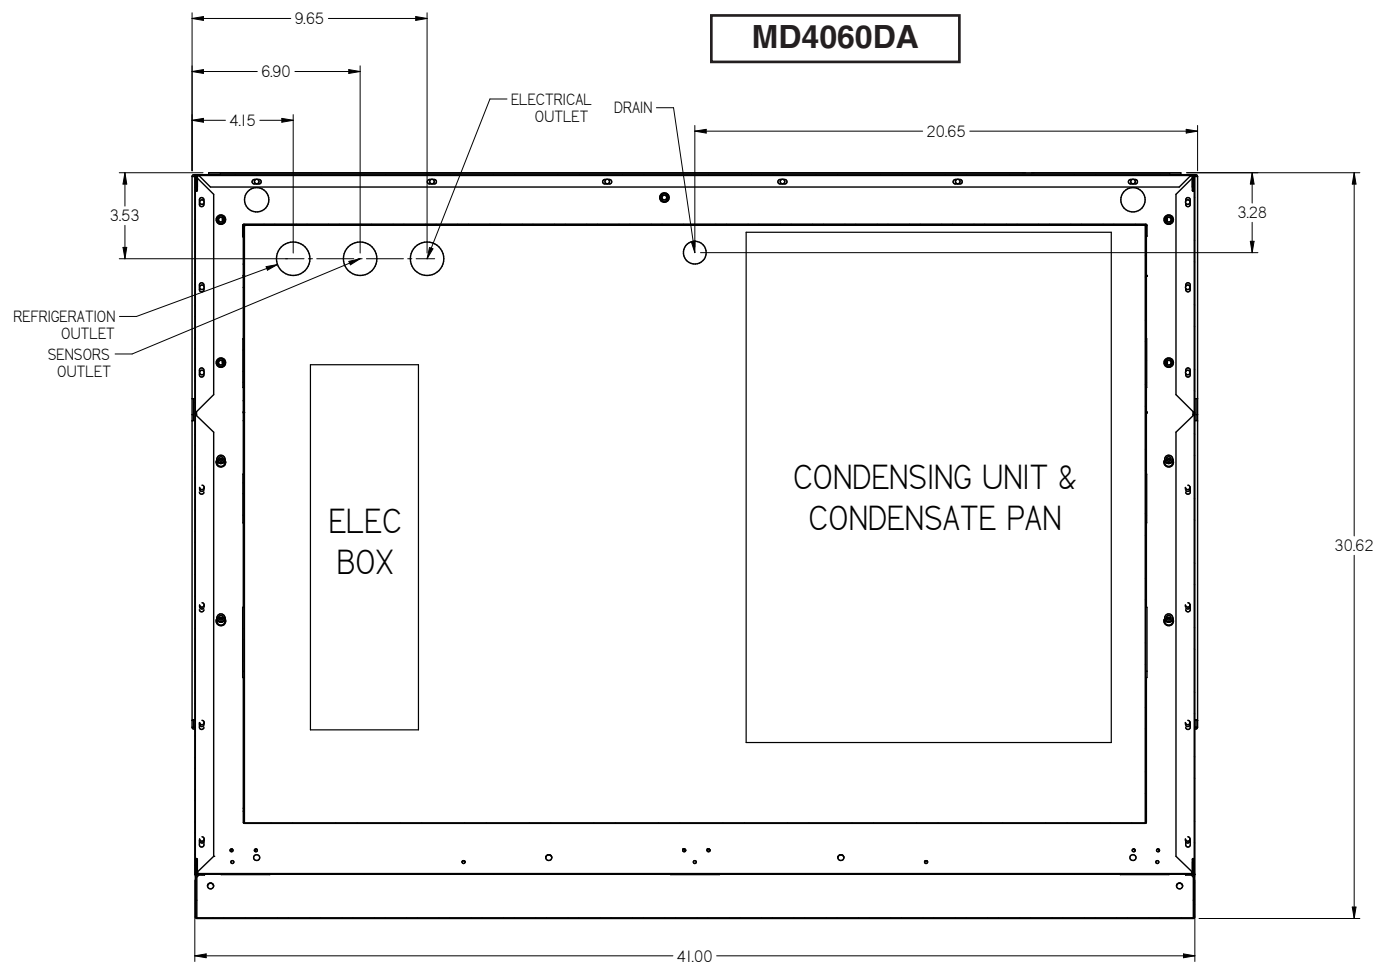 9.65
MD4060DA
6.90
ELECTRICAL
OUTLET
DRAIN
4.15
20.65
3.53
3.28
REFRIGERATION
OUTLET
SENSORS
OUTLET
CONDENSING UNIT &
CONDENSATE PAN
ELEC
BOX
30.62
41.00